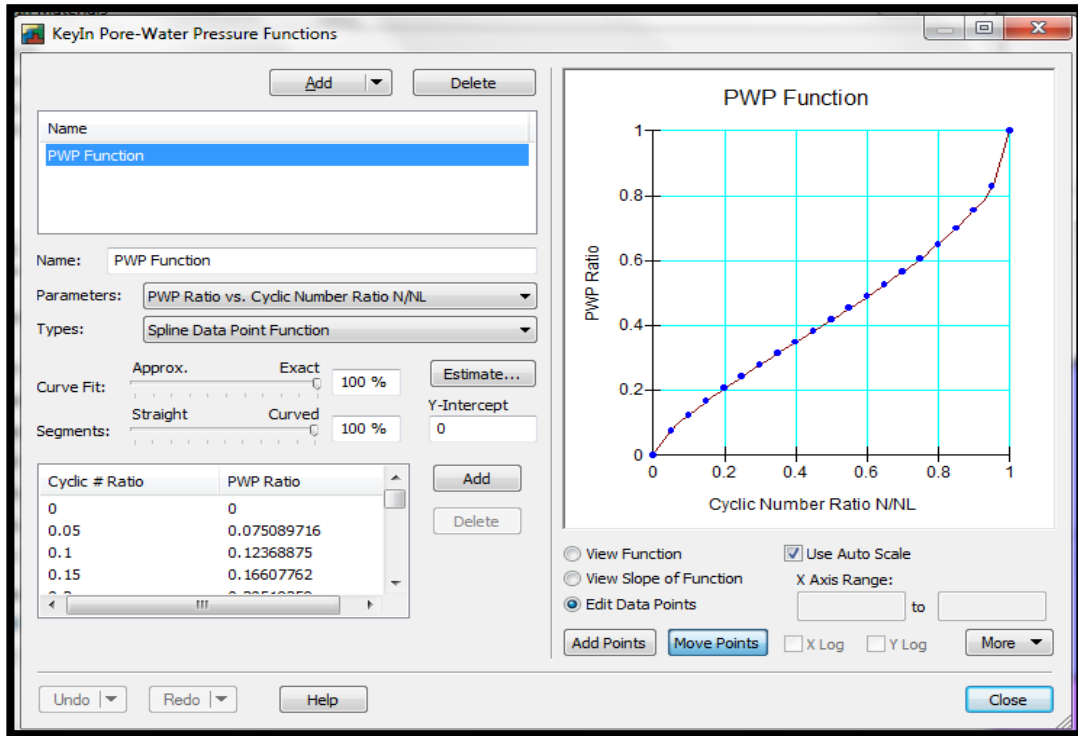 KeyIn Pore-Water Pressure Functions
Add
Delete
Name
PWP Function
Name: PWP Function
Parameters: PWP Ratio vs. Cyclic Number Ratio N/NL
Types: Spline Data Point Function
Approx. Exact
Curve Fit: 100 %
Estimate...
Straight Curved
Segments: 100 %
Y-Intercept
0
Cyclic # Ratio PWP Ratio
0 0
0.05 0.075089716
0.1 0.12368875
0.15 0.16607762
Add
Delete
PWP Function
1
0.8
0.6
0.4
0.2
0
PWP Ratio
0 0.2 0.4 0.6 0.8 1
Cyclic Number Ratio N/NL
View Function
View Slope of Function
Edit Data Points
Use Auto Scale
X Axis Range:
to
Add Points Move Points X Log Y Log More
Undo Redo Help Close